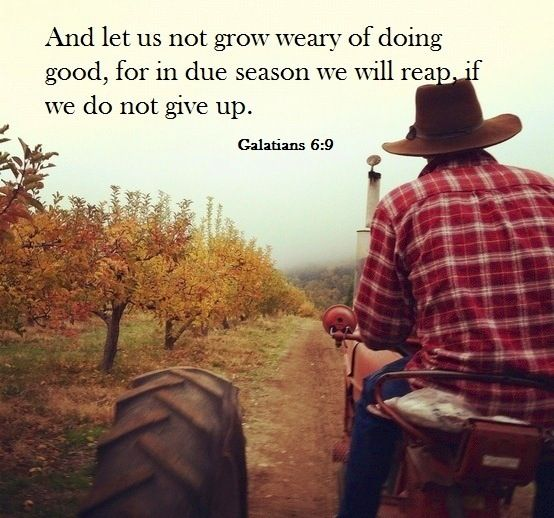 And let us not grow weary of doing
good, for in due season we will reap, if
we do not give up.
Galatians 6:9